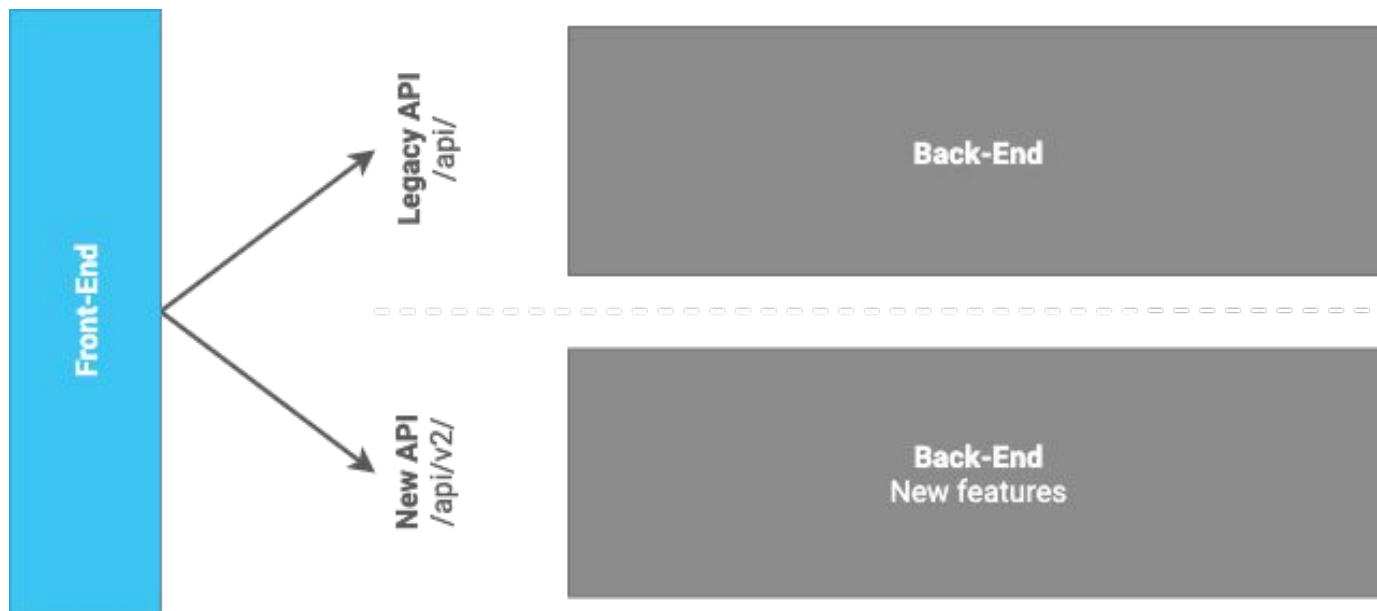 Front-End
Legacy API
/api/
Back-End
New API
/api/v2/
Back-End
New features